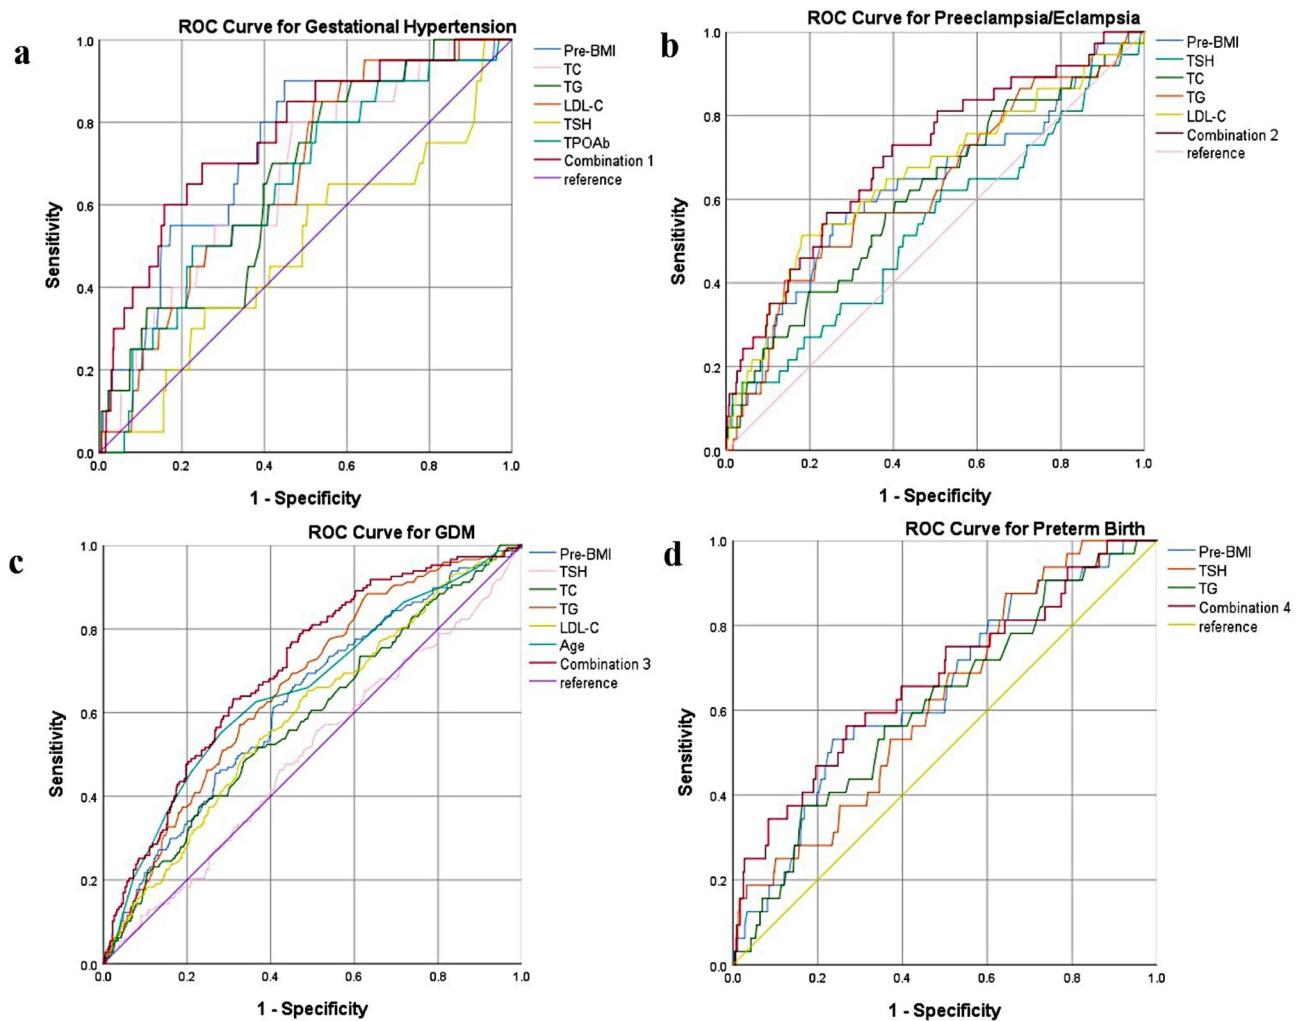 a
ROC Curve for Gestational Hypertension
1.0
0.8
0.6
0.4
0.2
0.0
0.0 0.2 0.4 0.6 0.8 1.0
Sensitivity
1 - Specificity
Pre-BMI
TC
TG
LDL-C
TSH
TPOAb
Combination 1
reference
b
ROC Curve for Preeclampsia/Eclampsia
1.0
0.8
0.6
0.4
0.2
0.0
0.0 0.2 0.4 0.6 0.8 1.0
Sensitivity
1 - Specificity
Pre-BMI
TSH
TC
TG
LDL-C
Combination 2
reference
c
ROC Curve for GDM
1.0
0.8
0.6
0.4
0.2
0.0
0.0 0.2 0.4 0.6 0.8 1.0
Sensitivity
1 - Specificity
Pre-BMI
TSH
TC
TG
LDL-C
Age
Combination 3
reference
d
ROC Curve for Preterm Birth
1.0
0.8
0.6
0.4
0.2
0.0
0.0 0.2 0.4 0.6 0.8 1.0
Sensitivity
1 - Specificity
Pre-BMI
TSH
TG
Combination 4
reference